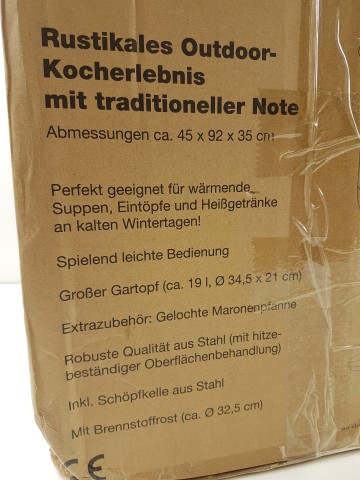 Rustikales Outdoor-
Kocherlebnis
mit traditioneller Note
Abmessungen ca. 45 x 92 x 35 cm
Perfekt geeignet für wärmende
Suppen, Eintöpfe und Heißgetränke
an kalten Wintertagen!
Spielend leichte Bedienung
Großer Gartopf (ca. 19 l, Ø 34,5 x 21 cm)
Extrazubehör: Gelochte Maronenpfanne
Robuste Qualität aus Stahl (mit hitze-
beständiger Oberflächenbehandlung)
Inkl. Schöpfkelle aus Stahl
Mit Brennstoffrost (ca. Ø 32,5 cm)
CE